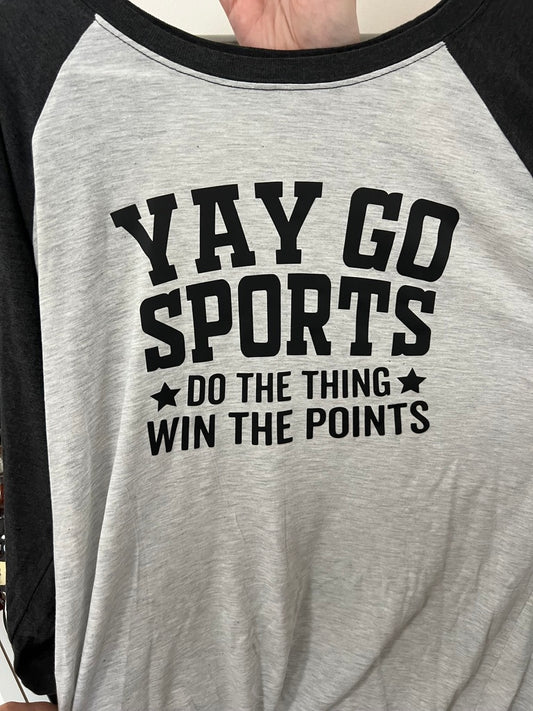 YAY GO
SPORTS
DO THE THING
WIN THE POINTS